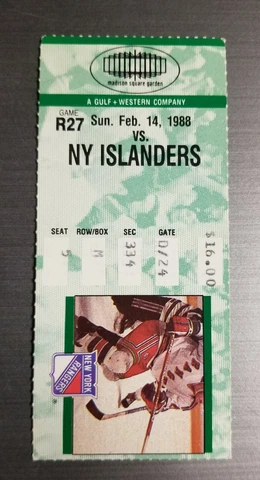 madison square garden
A GULF + WESTERN COMPANY
GAME
R27 Sun. Feb. 14, 1988
VS.
NY ISLANDERS
SEAT ROW/BOX SEC GATE
5 M 334 D/24 $16.00
NEW YORK
RANGERS